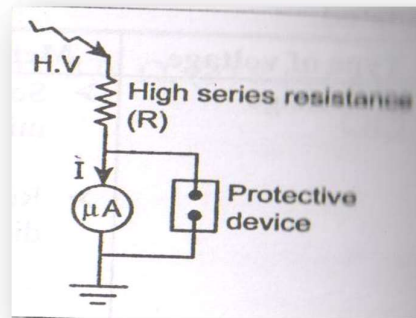 H.V
High series resistance
(R)
I
μA
Protective
device